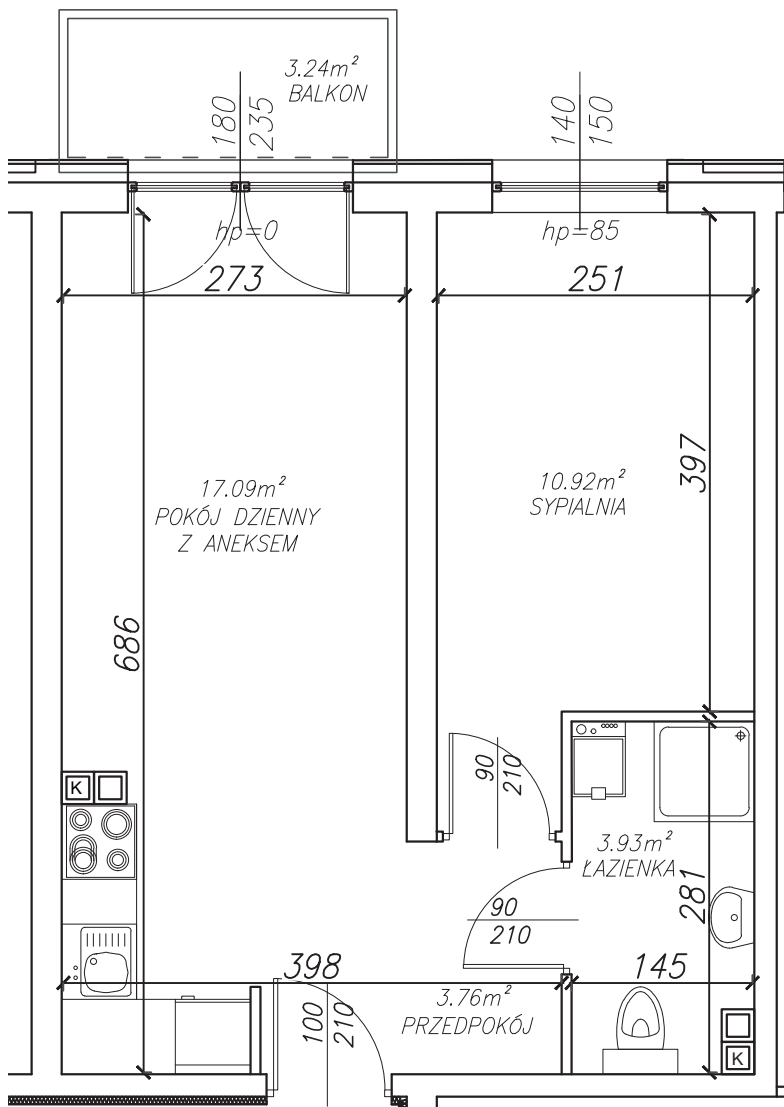 3.24m²
BALKON
180
235
140
150
hp=0
hp=85
273
251
397
17.09m²
POKÓJ DZIENNY
Z ANEKSEM
10.92m²
SYPIALNIA
686
K
90
210
3.93m²
ŁAZIENKA
281
90
210
398
145
3.76m²
PRZEDPOKÓJ
100
210
K